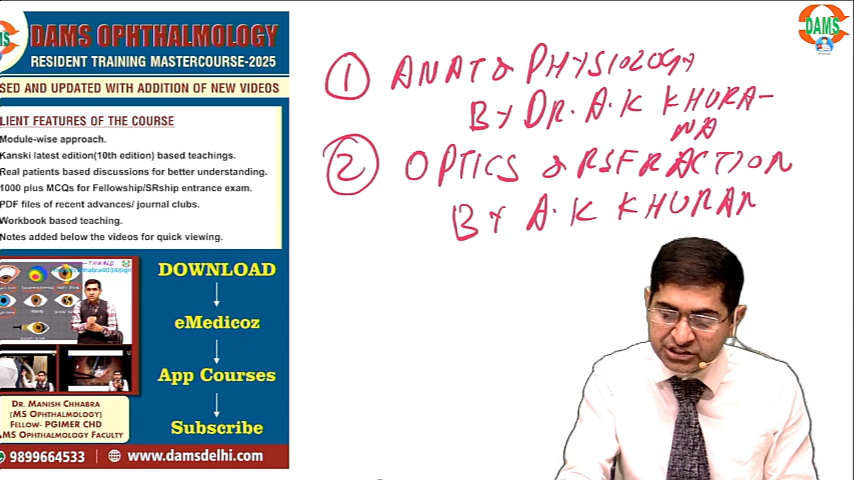 DAMS OPHTHALMOLOGY
RESIDENT TRAINING MASTERCOURSE-2025
SED AND UPDATED WITH ADDITION OF NEW VIDEOS
LIENT FEATURES OF THE COURSE
Module-wise approach.
Kanski latest edition(10th edition) based teachings.
Real patients based discussions for better understanding.
1000 plus MCQs for Fellowship/SRship entrance exam.
PDF files of recent advances/ journal clubs.
Workbook based teaching.
Notes added below the videos for quick viewing.
DOWNLOAD
eMedicoz
App Courses
Subscribe
Dr. MANISH CHHABRA
(MS OPHTHALMOLOGY)
FELLOW- PGIMER CHD
AMS OPHTHALMOLOGY FACULTY
9899664533 | www.damsdelhi.com
1 ANAT & PHYSIOLOGY
BY DR. A.K KHURA-
NA
2 OPTICS & REFRACTION
BY A.K KHURAN
DAMS